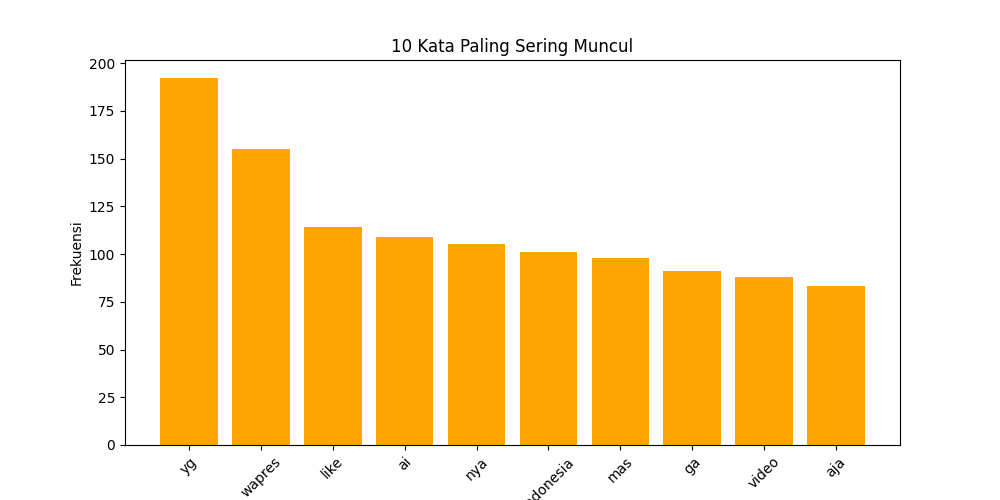 10 Kata Paling Sering Muncul
Frekuensi
200
175
150
125
100
75
50
25
0
yg
wapres
like
ai
nya
ndonesia
mas
ga
video
aja